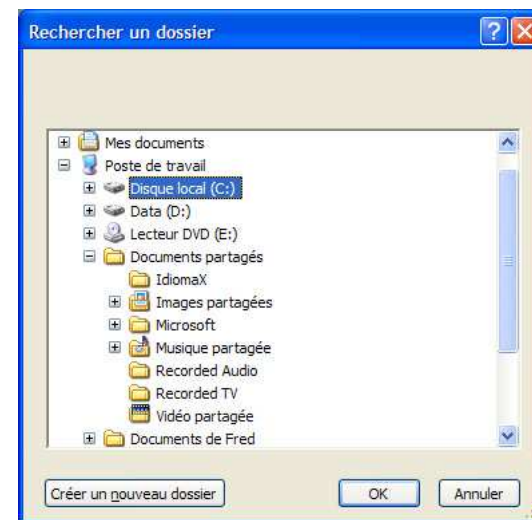 Rechercher un dossier
Mes documents
Poste de travail
Disque local (C:)
Data (D:)
Lecteur DVD (E:)
Documents partagés
IdiomaX
Images partagées
Microsoft
Musique partagée
Recorded Audio
Recorded TV
Vidéo partagée
Documents de Fred
Créer un nouveau dossier
OK
Annuler